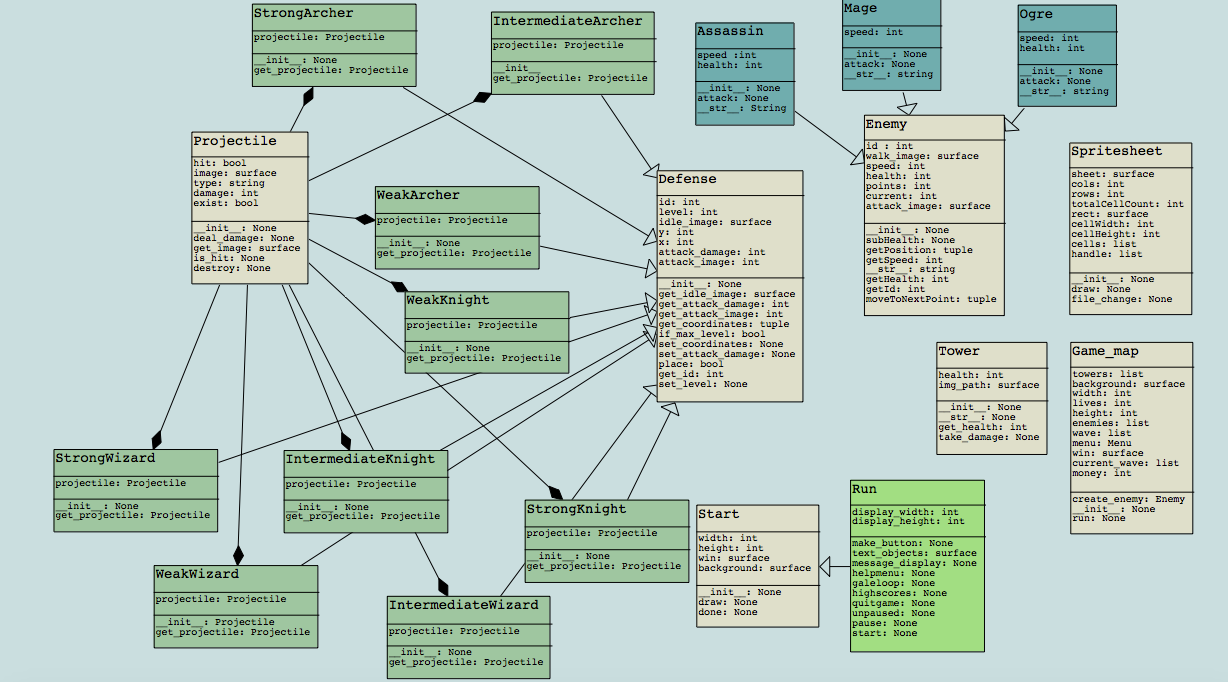 StrongArcher
projectile: Projectile
__init__: None
get_projectile: Projectile
IntermediateArcher
projectile: Projectile
__init__
get_projectile: Projectile
Assassin
speed :int
health: int
__init__: None
attack: None
__str__: String
Mage
speed: int
__init__: None
attack: None
__str__: string
Ogre
speed: int
health: int
__init__: None
attack: None
__str__: string
Projectile
hit: bool
image: surface
type: string
damage: int
exist: bool
__init__: None
deal_damage: None
get_image: surface
is_hit: None
destroy: None
WeakArcher
projectile: Projectile
__init__: None
get_projectile: Projectile
Defense
id: int
level: int
idle_image: surface
y: int
x: int
attack_damage: int
attack_image: int
__init__: None
get_idle_image: surface
get_attack_damage: int
get_attack_image: int
get_coordinates: tuple
if_max_level: bool
set_coordinates: None
set_attack_damage: None
place: bool
get_id: int
set_level: None
Enemy
id : int
walk_image: surface
speed: int
health: int
points: int
current: int
attack_image: surface
__init__: None
subHealth: None
getPosition: tuple
getSpeed: int
__str__: string
getHealth: int
getId: int
moveToNextPoint: tuple
Spritesheet
sheet: surface
cols: int
rows: int
totalCellCount: int
rect: surface
cellWidth: int
cellHeight: int
cells: list
handle: list
__init__: None
draw: None
file_change: None
WeakKnight
projectile: Projectile
__init__: None
get_projectile: Projectile
Tower
health: int
img_path: surface
__init__: None
__str__: None
get_health: int
take_damage: None
Game_map
towers: list
background: surface
width: int
lives: int
height: int
enemies: list
wave: list
menu: Menu
win: surface
current_wave: list
money: int
create_enemy: Enemy
__init__: None
run: None
StrongWizard
projectile: Projectile
__init__: None
get_projectile: Projectile
IntermediateKnight
projectile: Projectile
__init__: None
get_projectile: Projectile
StrongKnight
projectile: Projectile
__init__: None
get_projectile: Projectile
Start
width: int
height: int
win: surface
background: surface
__init__: None
draw: None
done: None
Run
display_width: int
display_height: int
make_button: None
text_objects: surface
message_display: None
helpmenu: None
galeloop: None
highscores: None
quitgame: None
unpaused: None
pause: None
start: None
WeakWizard
projectile: Projectile
__init__: Projectile
get_projectile: Projectile
IntermediateWizard
projectile: Projectile
__init__: None
get_projectile: Projectile